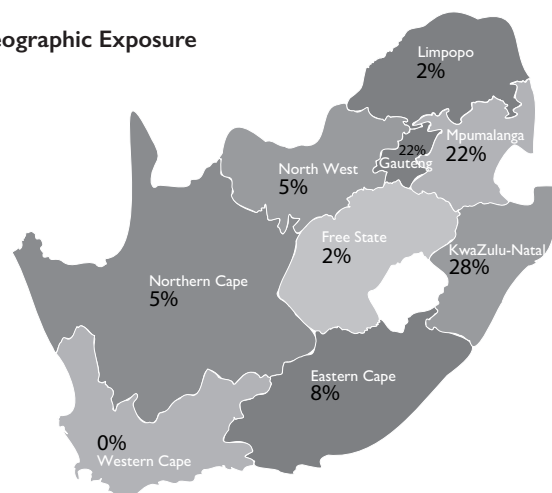 eographic Exposure
Limpopo
2%
Mpumalanga
22%
22%
Gauteng
North West
5%
Free State
2%
KwaZulu-Natal
28%
Northern Cape
5%
Eastern Cape
8%
0%
Western Cape